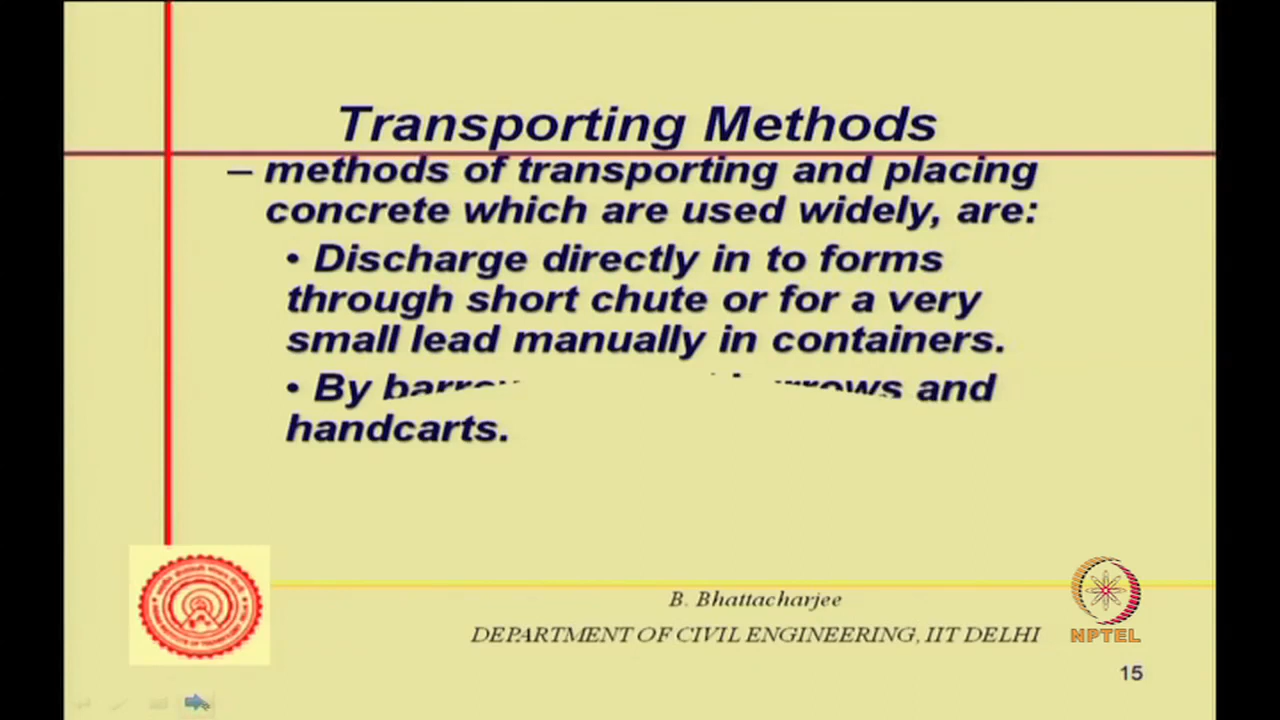 Transporting Methods
– methods of transporting and placing
concrete which are used widely, are:
• Discharge directly in to forms
through short chute or for a very
small lead manually in containers.
• By and
handcarts.
B. Bhattacharjee
DEPARTMENT OF CIVIL ENGINEERING, IIT DELHI
NPTEL
15